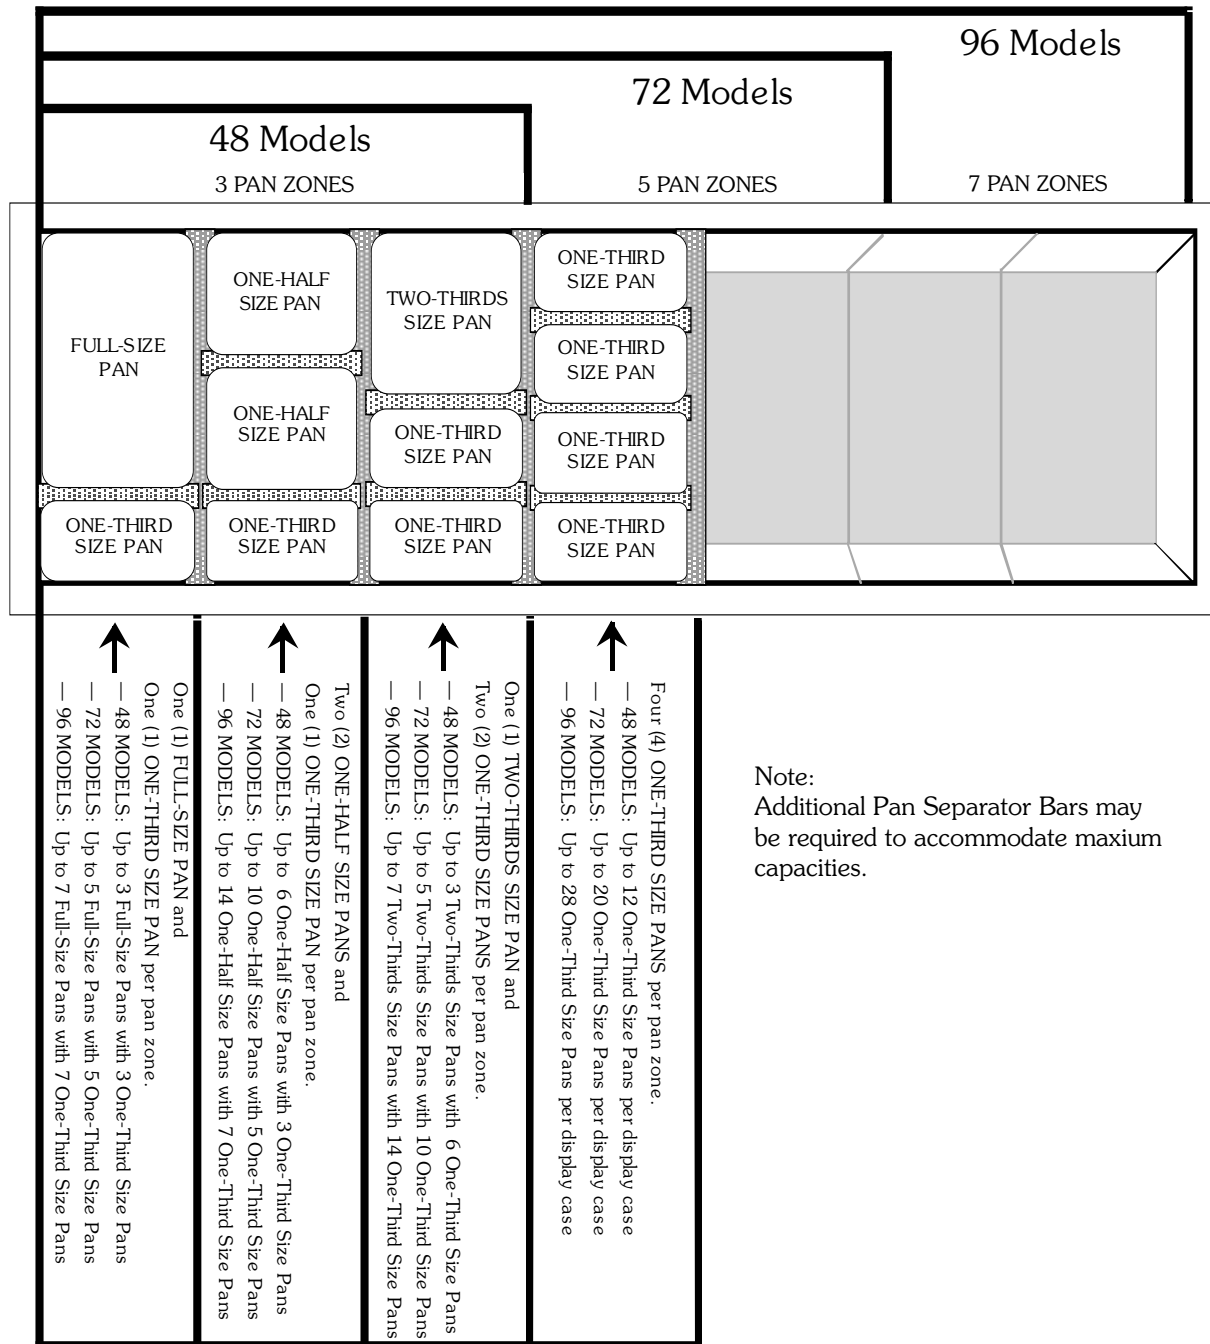 96 Models
72 Models
48 Models
3 PAN ZONES
5 PAN ZONES
7 PAN ZONES
FULL-SIZE
PAN
ONE-THIRD
SIZE PAN
ONE-HALF
SIZE PAN
ONE-HALF
SIZE PAN
ONE-THIRD
SIZE PAN
TWO-THIRDS
SIZE PAN
ONE-THIRD
SIZE PAN
ONE-THIRD
SIZE PAN
ONE-THIRD
SIZE PAN
ONE-THIRD
SIZE PAN
ONE-THIRD
SIZE PAN
ONE-THIRD
SIZE PAN
One (1) FULL-SIZE PAN and
One (1) ONE-THIRD SIZE PAN per pan zone.
— 48 MODELS: Up to 3 Full-Size Pans with 3 One-Third Size Pans
— 72 MODELS: Up to 5 Full-Size Pans with 5 One-Third Size Pans
— 96 MODELS: Up to 7 Full-Size Pans with 7 One-Third Size Pans
Two (2) ONE-HALF SIZE PANS and
One (1) ONE-THIRD SIZE PAN per pan zone.
— 48 MODELS: Up to 6 One-Half Size Pans with 3 One-Third Size Pans
— 72 MODELS: Up to 10 One-Half Size Pans with 5 One-Third Size Pans
— 96 MODELS: Up to 14 One-Half Size Pans with 7 One-Third Size Pans
One (1) TWO-THIRDS SIZE PAN and
Two (2) ONE-THIRD SIZE PANS per pan zone.
— 48 MODELS: Up to 3 Two-Thirds Size Pans with 6 One-Third Size Pans
— 72 MODELS: Up to 5 Two-Thirds Size Pans with 10 One-Third Size Pans
— 96 MODELS: Up to 7 Two-Thirds Size Pans with 14 One-Third Size Pans
Four (4) ONE-THIRD SIZE PANS per pan zone.
— 48 MODELS: Up to 12 One-Third Size Pans per display case
— 72 MODELS: Up to 20 One-Third Size Pans per display case
— 96 MODELS: Up to 28 One-Third Size Pans per display case
Note:
Additional Pan Separator Bars may
be required to accommodate maxium
capacities.